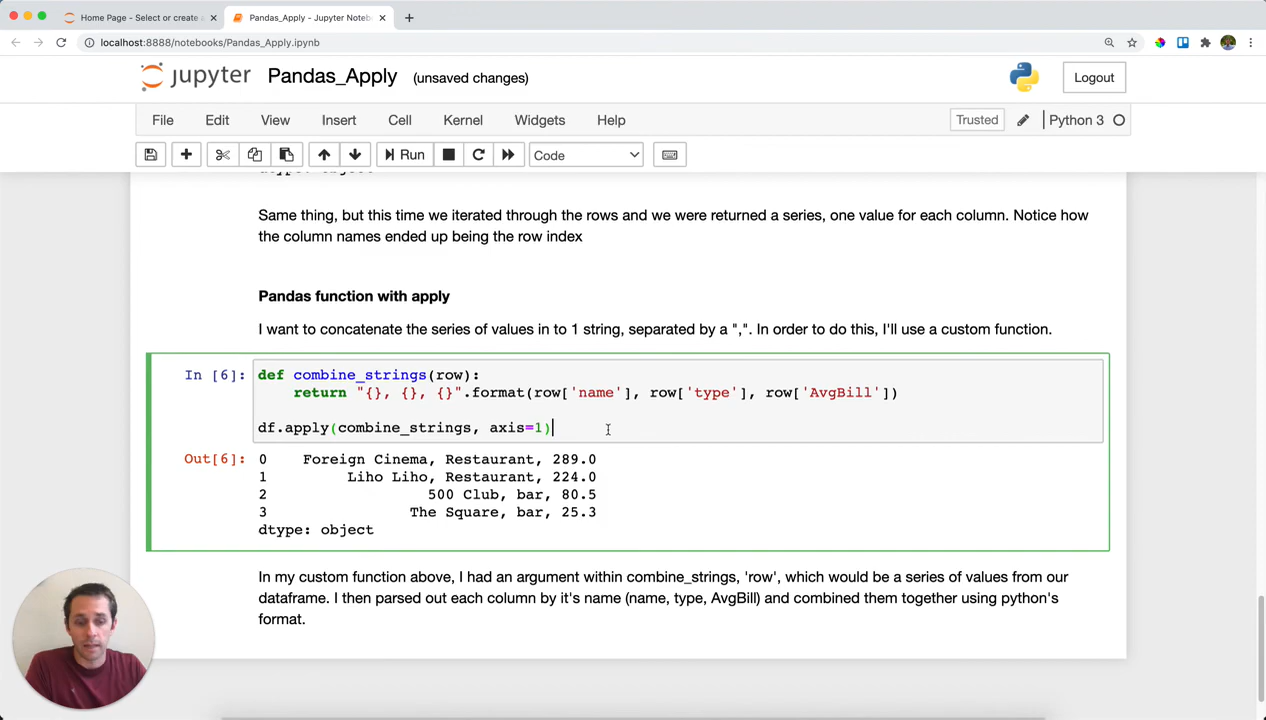 Home Page - Select or create
Pandas_Apply - Jupyter Noteb
localhost:8888/notebooks/Pandas_Apply.ipynb
jupyter Pandas_Apply (unsaved changes) Logout
File Edit View Insert Cell Kernel Widgets Help Trusted Python 3
Run Code
dtype: object
Same thing, but this time we iterated through the rows and we were returned a series, one value for each column. Notice how
the column names ended up being the row index
Pandas function with apply
I want to concatenate the series of values in to 1 string, separated by a ",". In order to do this, I'll use a custom function.
In [6]: def combine_strings(row):
return "{}, {}, {}".format(row['name'], row['type'], row['AvgBill'])
df.apply(combine_strings, axis=1)
Out[6]: 0 Foreign Cinema, Restaurant, 289.0
1 Liho Liho, Restaurant, 224.0
2 500 Club, bar, 80.5
3 The Square, bar, 25.3
dtype: object
In my custom function above, I had an argument within combine_strings, 'row', which would be a series of values from our
dataframe. I then parsed out each column by it's name (name, type, AvgBill) and combined them together using python's
format.